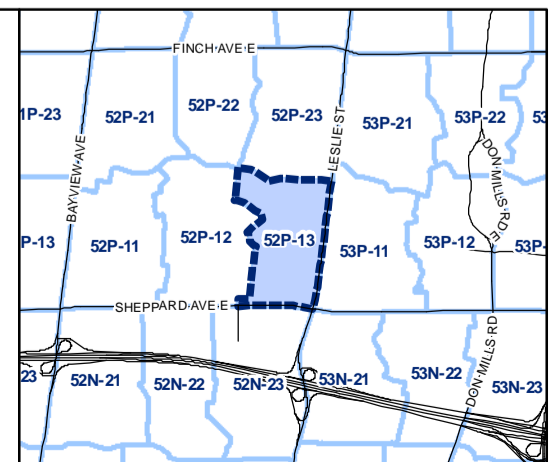 FINCH AVE E
1P-23
52P-21
52P-22
52P-23
53P-21
53P-22
53
BAYVIEW AVE
LESLIE ST
DON MILLS RD E
P-13
52P-11
52P-12
52P-13
53P-11
53P-12
53P-
SHEPPARD AVE E
23
52N-21
52N-22
52N-23
53N-21
53N-22
53N-23
DON MILLS RD